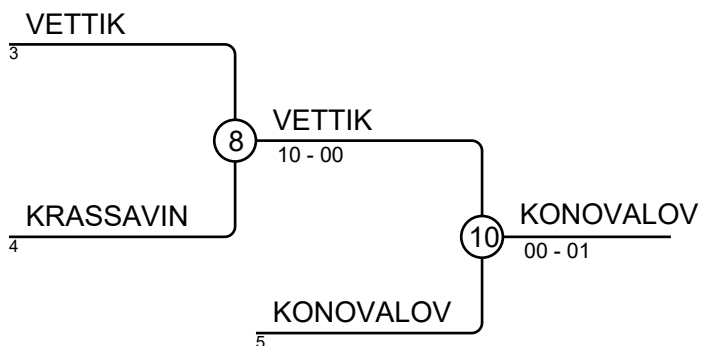 VETTIK
3
8
VETTIK
10 - 00
KRASSAVIN
4
10
KONOVALOV
00 - 01
KONOVALOV
5